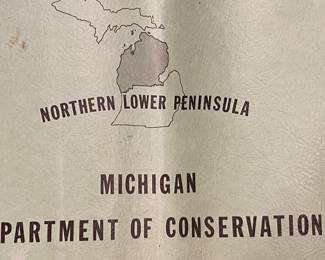 NORTHERN LOWER PENINSULA
MICHIGAN
PARTMENT OF CONSERVATION